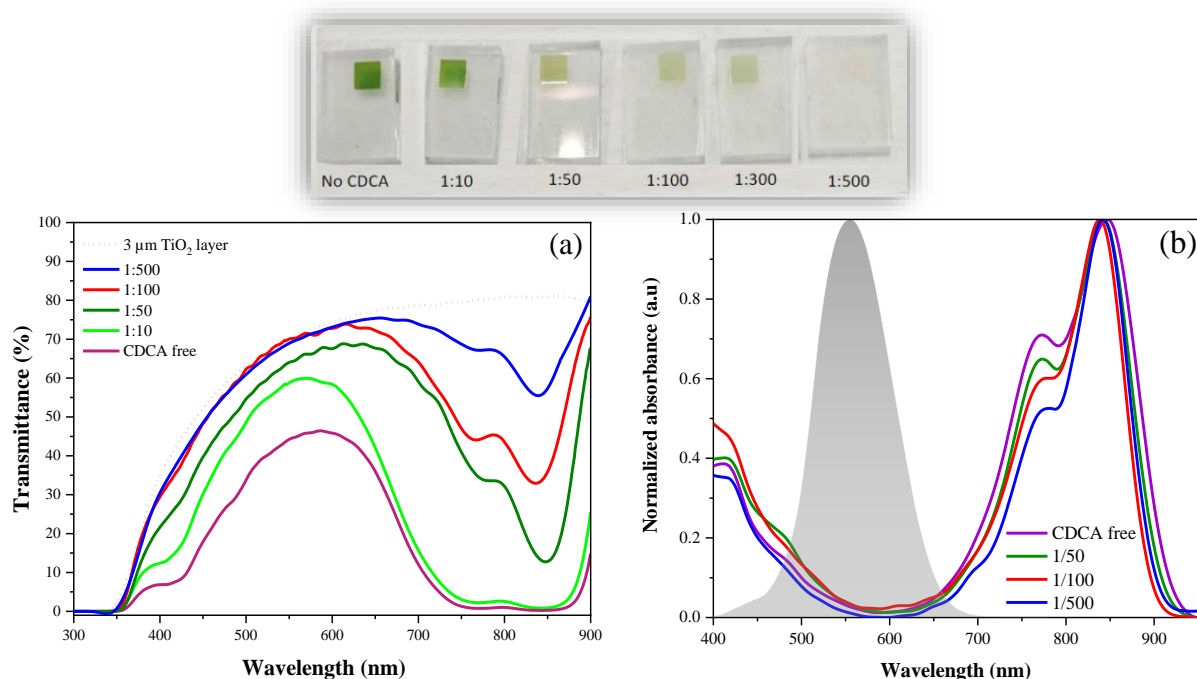 No CDCA 1:10 1:50 1:100 1:300 1:500
(a)
100
90
80
70
60
50
40
30
20
10
0
Transmittance (%)
3 µm TiO₂ layer
1:500
1:100
1:50
1:10
CDCA free
300 400 500 600 700 800 900
Wavelength (nm)
(b)
1.0
0.8
0.6
0.4
0.2
0.0
Normalized absorbance (a.u)
CDCA free
1/50
1/100
1/500
400 500 600 700 800 900
Wavelength (nm)